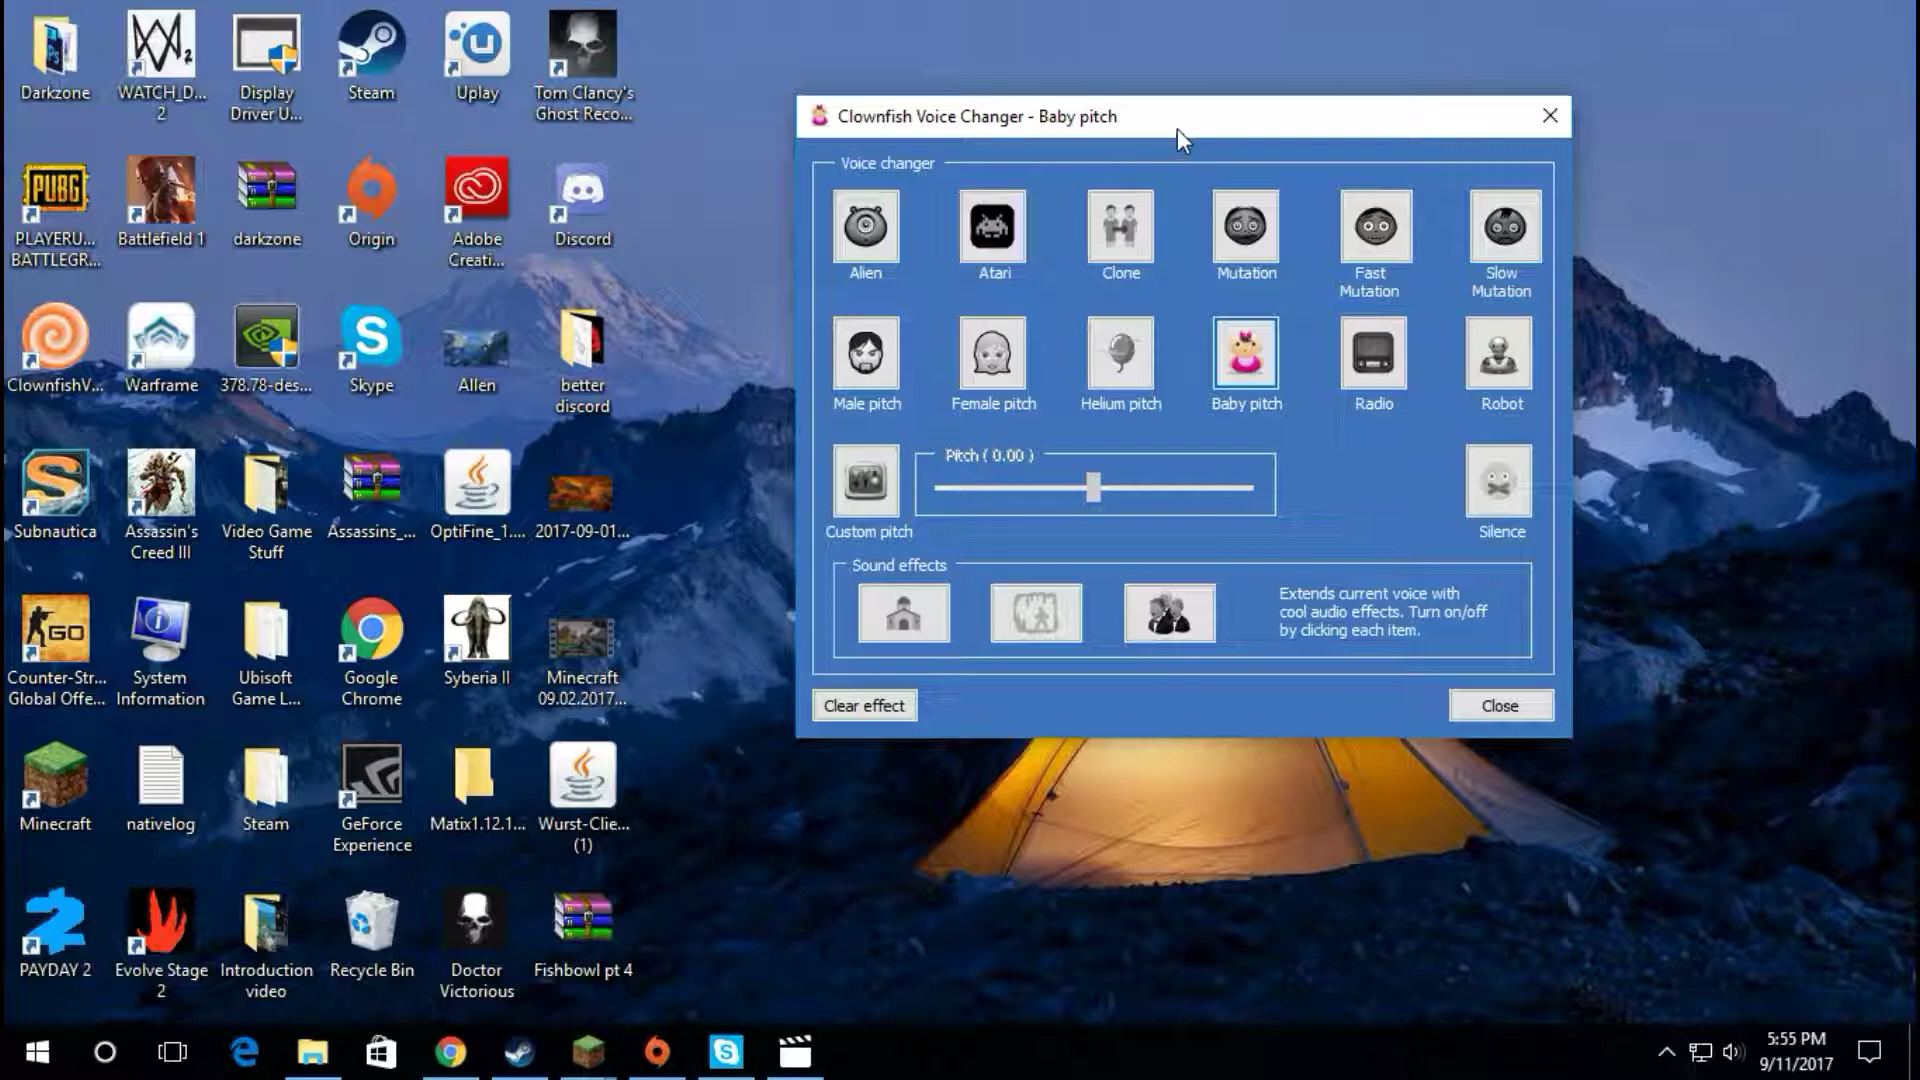 Darkzone
WATCH_D...
2
Display
Driver U...
Steam
Uplay
Tom Clancy's
Ghost Reco...
PLAYERU...
BATTLEGR...
Battlefield 1
darkzone
Origin
Adobe
Creati...
Discord
ClownfishV...
Warframe
378.78-des...
Skype
Allen
better
discord
Subnautica
Assassin's
Creed III
Video Game
Stuff
Assassins_...
OptiFine_1....
2017-09-01...
Counter-Str...
Global Offe...
System
Information
Ubisoft
Game L...
Google
Chrome
Syberia II
Minecraft
09.02.2017...
Minecraft
nativelog
Steam
GeForce
Experience
Matix1.12.1...
Wurst-Clie...
(1)
PAYDAY 2
Evolve Stage
2
Introduction
video
Recycle Bin
Doctor
Victorious
Fishbowl pt 4
PUBG
GO
Ps
Clownfish Voice Changer - Baby pitch
Voice changer
Alien
Atari
Clone
Mutation
Fast
Mutation
Slow
Mutation
Male pitch
Female pitch
Helium pitch
Baby pitch
Radio
Robot
Custom pitch
Pitch ( 0.00 )
Silence
Sound effects
Extends current voice with
cool audio effects. Turn on/off
by clicking each item.
Clear effect
Close
5:55 PM
9/11/2017